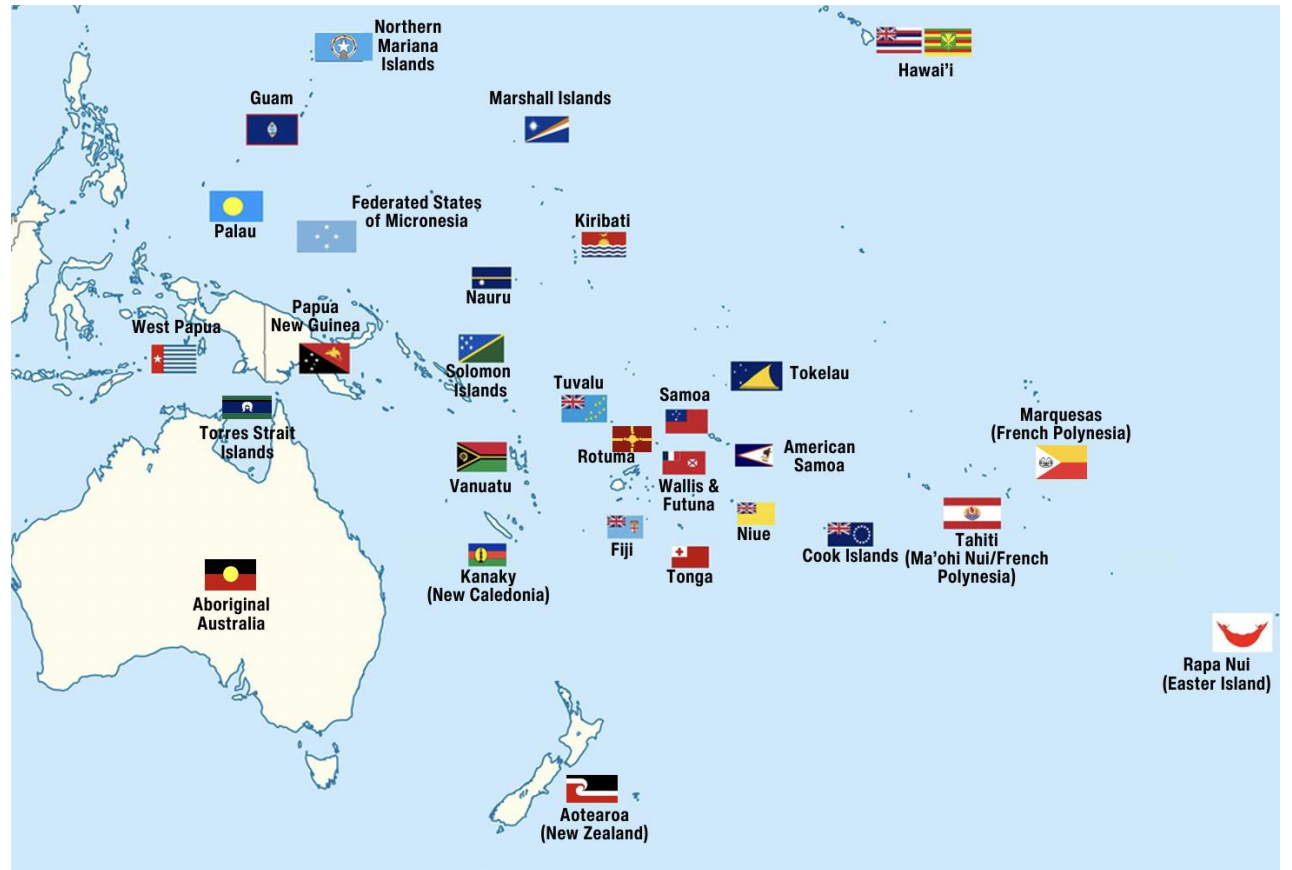 Northern
Mariana
Islands
Hawai'i
Guam
Marshall Islands
Palau
Federated States
of Micronesia
Kiribati
Nauru
West Papua
Papua
New Guinea
Solomon
Islands
Tokelau
Tuvalu
Samoa
Marquesas
(French Polynesia)
Torres Strait
Islands
Rotuma
American
Samoa
Vanuatu
Wallis &
Futuna
Niue
Fiji
Cook Islands
Tahiti
(Ma'ohi Nui/French
Polynesia)
Kanaky
(New Caledonia)
Tonga
Aboriginal
Australia
Rapa Nui
(Easter Island)
Aotearoa
(New Zealand)